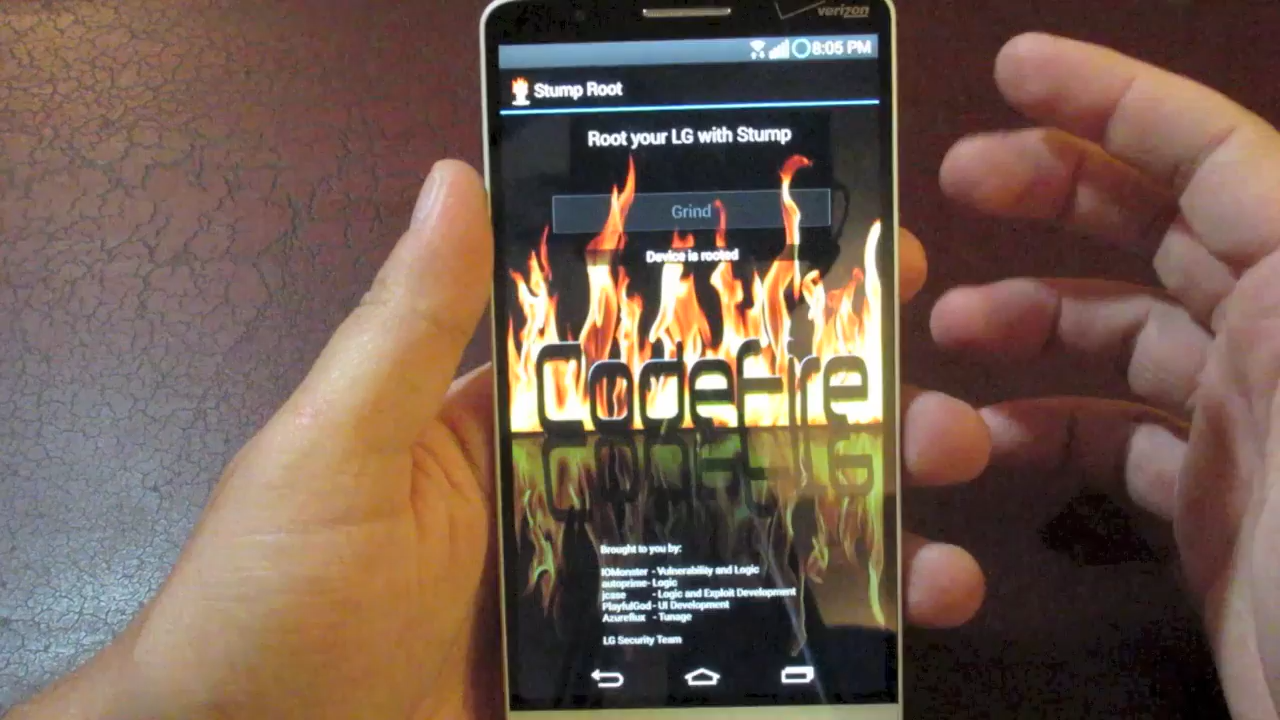 verizon
8:05 PM
Stump Root
Root your LG with Stump
Grind
Device is rooted
CodeFire
Brought to you by:
IOMonster - Vulnerability and Logic
autoprime- Logic
jcase - Logic and Exploit Development
PlayfulGod - UI Development
Azureflux - Tunage
LG Security Team